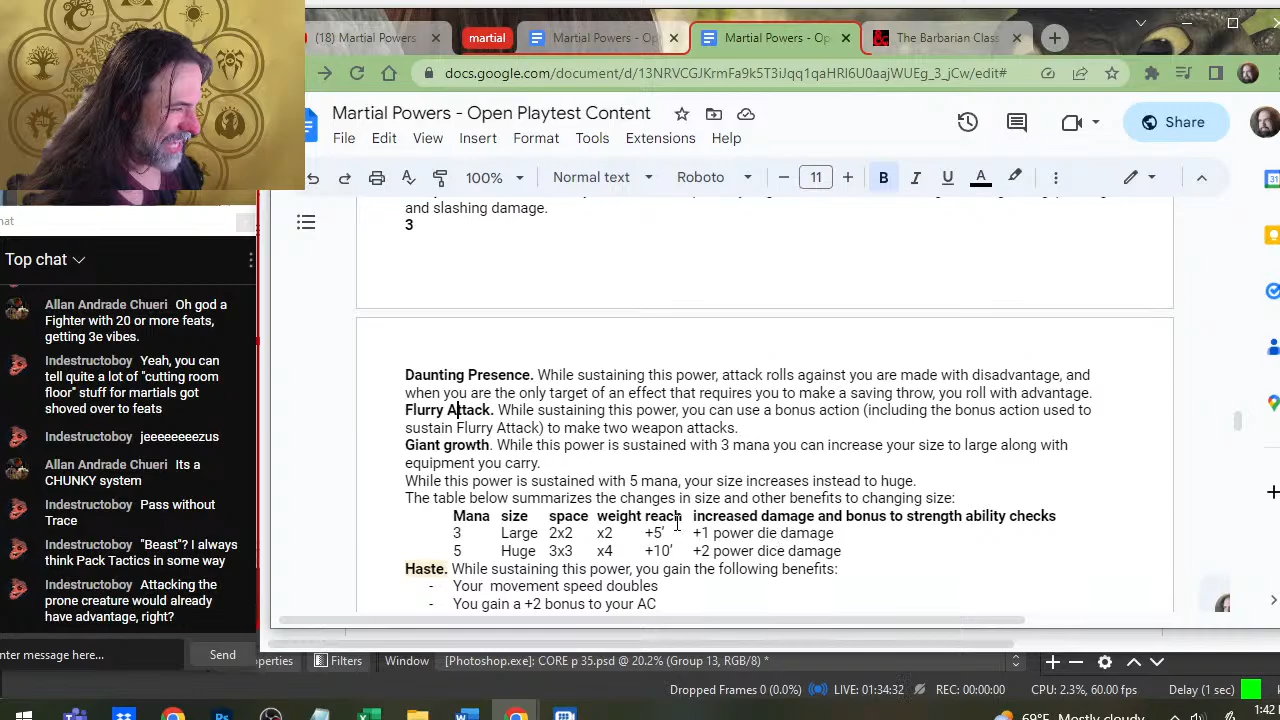 (18) Martial Powers
martial
Martial Powers - Op
Martial Powers - Op
The Barbarian Class
docs.google.com/document/d/13NRVCGJKrmFa9k5T3iJqq1qaHRl6U0aajWUEg_3_jCw/edit#
Martial Powers - Open Playtest Content
File Edit View Insert Format Tools Extensions Help
Share
100% Normal text Roboto 11 B I U A
and slashing damage.
3
Daunting Presence. While sustaining this power, attack rolls against you are made with disadvantage, and
when you are the only target of an effect that requires you to make a saving throw, you roll with advantage.
Flurry Attack. While sustaining this power, you can use a bonus action (including the bonus action used to
sustain Flurry Attack) to make two weapon attacks.
Giant growth. While this power is sustained with 3 mana you can increase your size to large along with
equipment you carry.
While this power is sustained with 5 mana, your size increases instead to huge.
The table below summarizes the changes in size and other benefits to changing size:
Mana size space weight reach increased damage and bonus to strength ability checks
3 Large 2x2 x2 +5’ +1 power die damage
5 Huge 3x3 x4 +10’ +2 power dice damage
Haste. While sustaining this power, you gain the following benefits:
- Your movement speed doubles
- You gain a +2 bonus to your AC
hat
Top chat
Allan Andrade Chueri Oh god a
Fighter with 20 or more feats,
getting 3e vibes.
Indestructoboy Yeah, you can
tell quite a lot of "cutting room
floor" stuff for martials got
shoved over to feats
Indestructoboy jeeeeeeezus
Indestructoboy Its a
CHUNKY system
Indestructoboy Pass without
Trace
Indestructoboy "Beast"? I always
think Pack Tactics in some way
Indestructoboy Attacking the
prone creature would already
have advantage, right?
nter message here... Send
operties Filters Window [Photoshop.exe]: CORE p 35.psd @ 20.2% (Group 13, RGB/8) *
Dropped Frames 0 (0.0%) LIVE: 01:34:32 REC: 00:00:00 CPU: 2.3%, 60.00 fps Delay (1 sec)
69°F Mostly cloudy 1:42